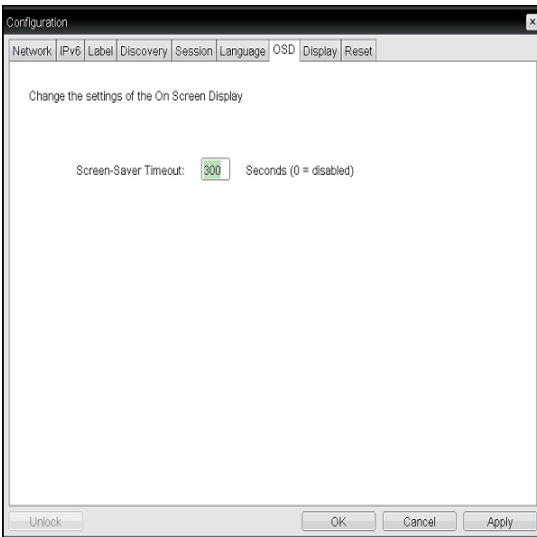 Configuration
Network IPv6 Label Discovery Session Language OSD Display Reset
Change the settings of the On Screen Display
Screen-Saver Timeout: 300 Seconds (0 = disabled)
Unlock OK Cancel Apply